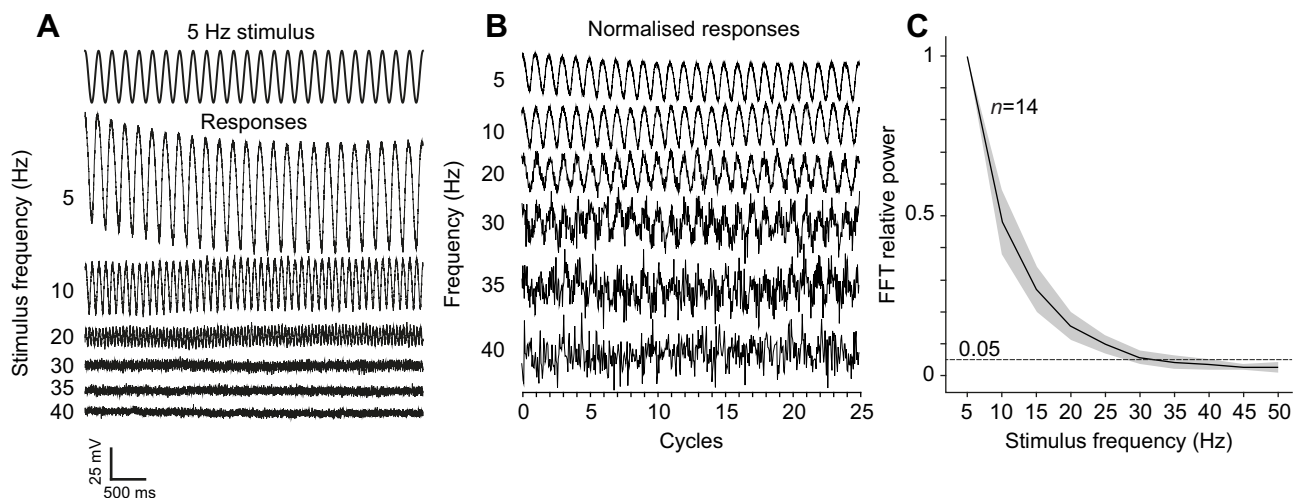 A
5 Hz stimulus
Responses
Stimulus frequency (Hz)
5
10
20
30
35
40
25 mV
500 ms
B
Normalised responses
Frequency (Hz)
5
10
20
30
35
40
0 5 10 15 20 25
Cycles
C
FFT relative power
1
0.5
0
n=14
0.05
5 10 15 20 25 30 35 40 45 50
Stimulus frequency (Hz)